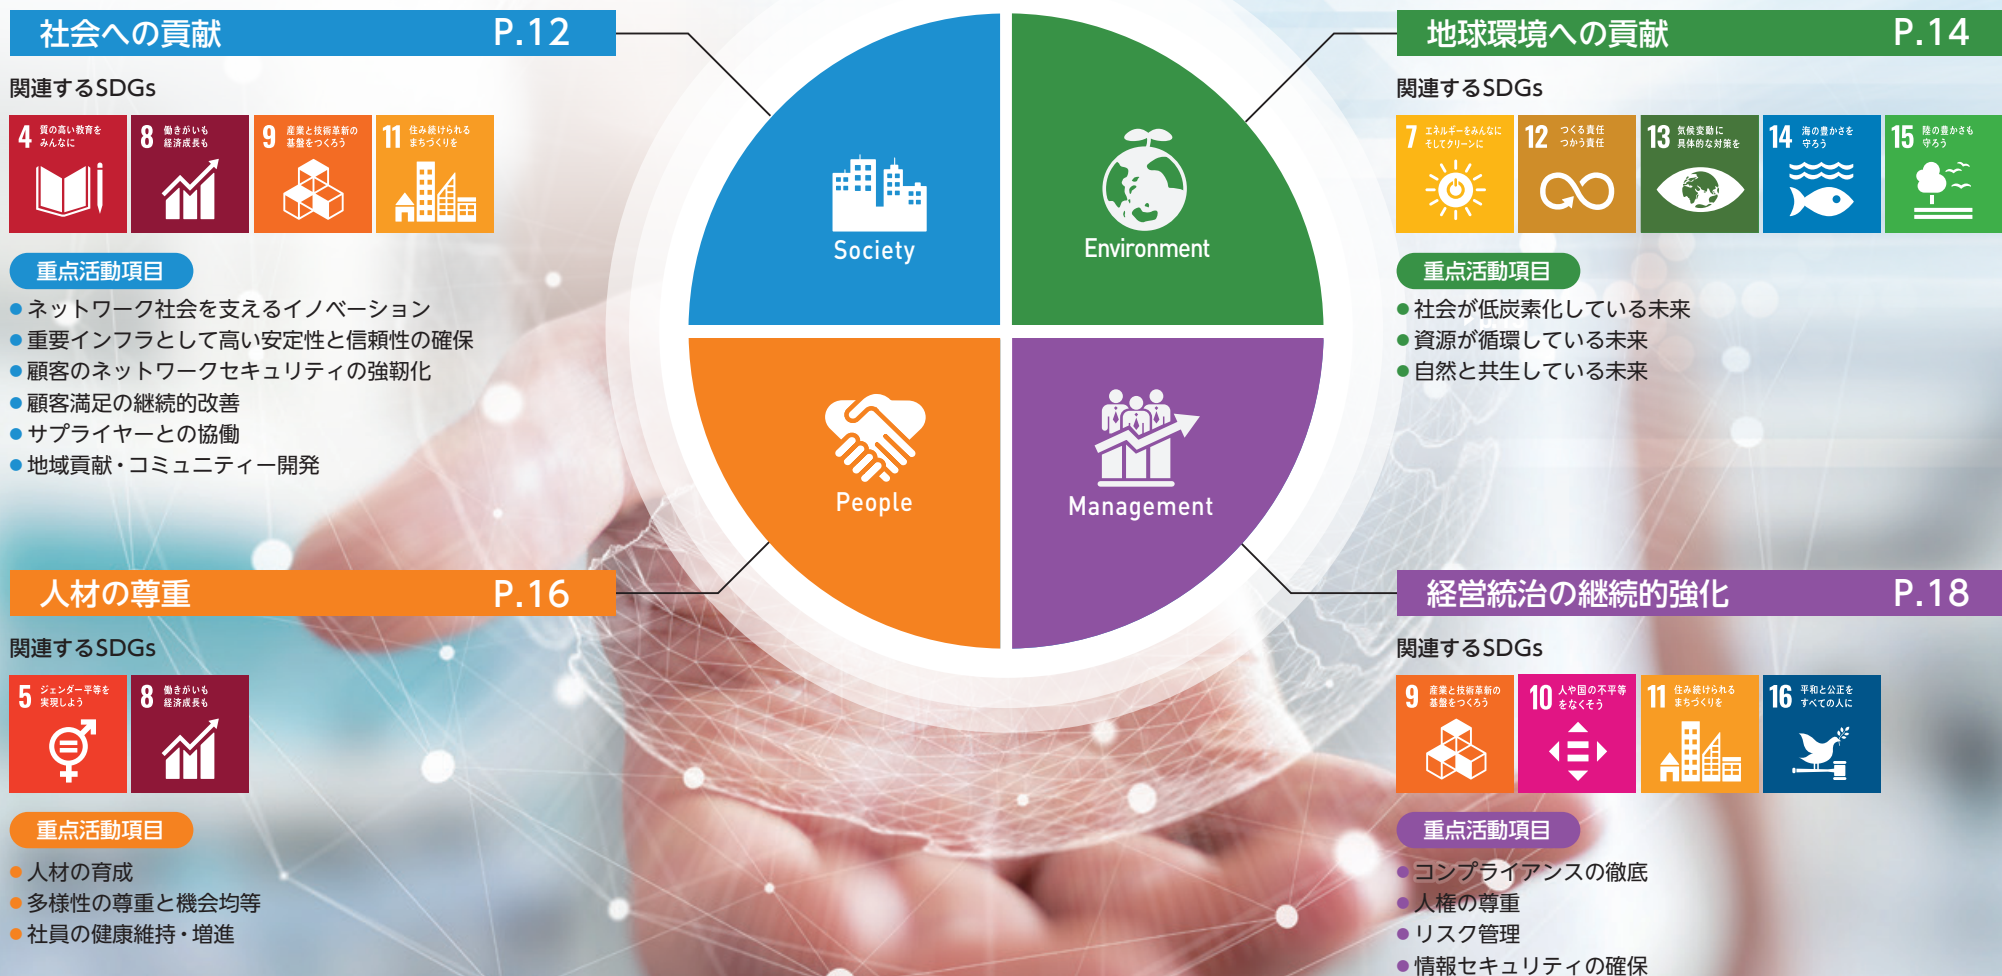 社会への貢献 P.12
関連するSDGs
4 質の高い教育を
みんなに
8 働きがいも
経済成長も
9 産業と技術革新の
基盤をつくろう
11 住み続けられる
まちづくりを
重点活動項目
● ネットワーク社会を支えるイノベーション
● 重要インフラとして高い安定性と信頼性の確保
● 顧客のネットワークセキュリティの強靭化
● 顧客満足の継続的改善
● サプライヤーとの協働
● 地域貢献・コミュニティー開発
Society
Environment
People
Management
地球環境への貢献 P.14
関連するSDGs
7 エネルギーをみんなに
そしてクリーンに
12 つくる責任
つかう責任
13 気候変動に
具体的な対策を
14 海の豊かさを
守ろう
15 陸の豊かさも
守ろう
重点活動項目
● 社会が低炭素化している未来
● 資源が循環している未来
● 自然と共生している未来
人材の尊重 P.16
関連するSDGs
5 ジェンダー平等を
実現しよう
8 働きがいも
経済成長も
重点活動項目
● 人材の育成
● 多様性の尊重と機会均等
● 社員の健康維持・増進
経営統治の継続的強化 P.18
関連するSDGs
9 産業と技術革新の
基盤をつくろう
10 人や国の不平等
をなくそう
11 住み続けられる
まちづくりを
16 平和と公正を
すべての人に
重点活動項目
● コンプライアンスの徹底
● 人権の尊重
● リスク管理
● 情報セキュリティの確保